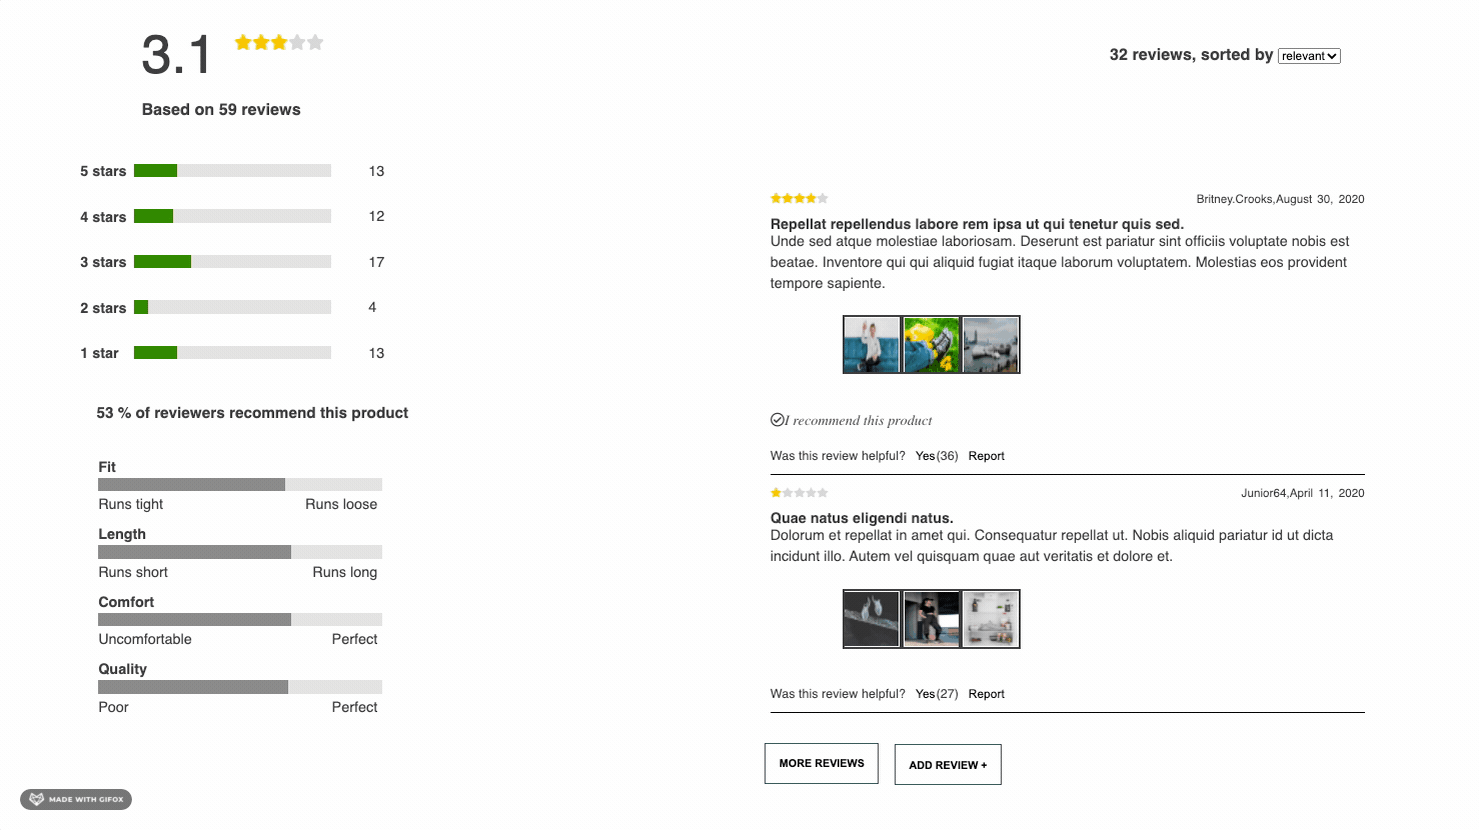 3.1
Based on 59 reviews
5 stars 13
4 stars 12
3 stars 17
2 stars 4
1 star 13
53 % of reviewers recommend this product
Fit
Runs tight Runs loose
Length
Runs short Runs long
Comfort
Uncomfortable Perfect
Quality
Poor Perfect
MADE WITH GIFOX
32 reviews, sorted by relevant
Britney.Crooks,August 30, 2020
Repellat repellendus labore rem ipsa ut qui tenetur quis sed.
Unde sed atque molestiae laboriosam. Deserunt est pariatur sint officiis voluptate nobis est
beatae. Inventore qui qui aliquid fugiat itaque laborum voluptatem. Molestias eos provident
tempore sapiente.
I recommend this product
Was this review helpful? Yes(36) Report
Junior64,April 11, 2020
Quae natus eligendi natus.
Dolorum et repellat in amet qui. Consequatur repellat ut. Nobis aliquid pariatur id ut dicta
incidunt illo. Autem vel quisquam quae aut veritatis et dolore et.
Was this review helpful? Yes(27) Report
MORE REVIEWS ADD REVIEW +